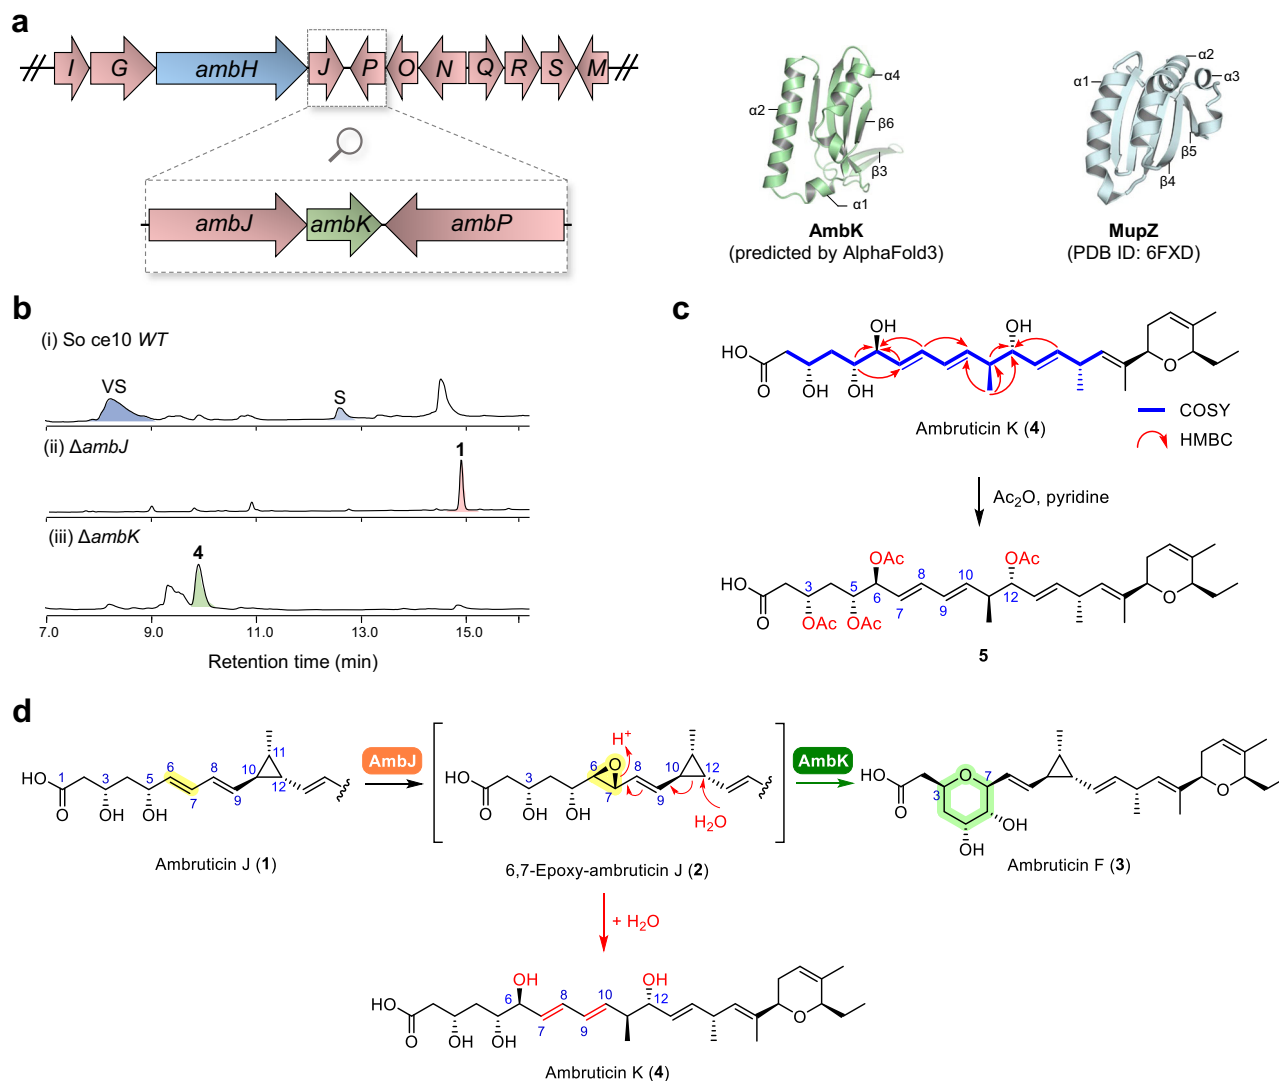 a
I G ambH J P O N Q R S M
ambJ ambK ambP
α2 α4 β6 β3 α1
AmbK
(predicted by AlphaFold3)
α1 α2 α3 β5 β4
MupZ
(PDB ID: 6FXD)
b
(i) So ce10 WT
VS S
(ii) ΔambJ
1
(iii) ΔambK
4
7.0 9.0 11.0 13.0 15.0
Retention time (min)
c
OH OH
HO O OH OH O
Ambruticin K (4)
COSY
HMBC
Ac₂O, pyridine
OAc OAc
HO O 3 5 6 7 8 9 10 12 O
OAc OAc
5
d
HO 1 3 5 6 7 8 9 10 11 12
O OH OH
Ambruticin J (1)
AmbJ
H⁺
HO 3 6 O 7 8 9 10 12
O OH OH H₂O
6,7-Epoxy-ambruticin J (2)
AmbK
HO O 3 O 7 O
OH
OH
Ambruticin F (3)
+ H₂O
OH OH
HO 6 7 8 9 10 12 O
O OH OH
Ambruticin K (4)